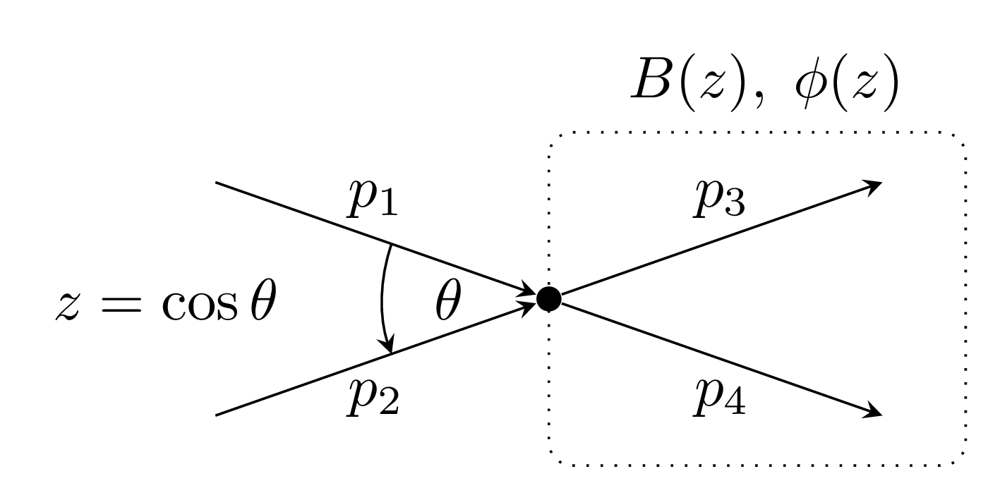 B(z), ϕ(z)
p₁
p₃
z = cos θ
θ
p₂
p₄